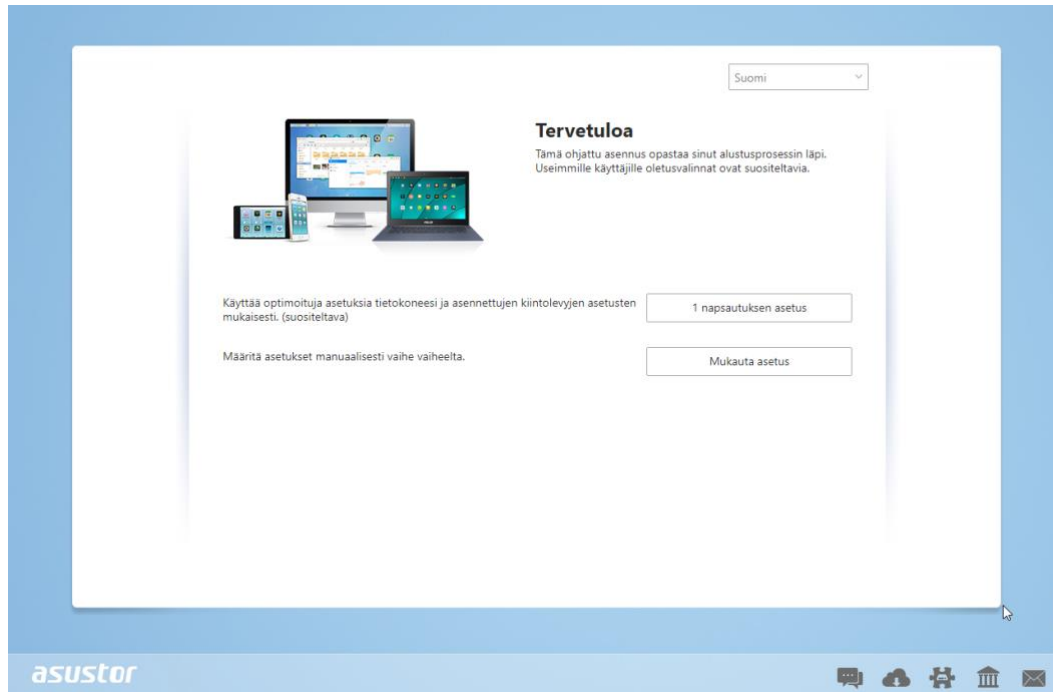 Suomi
Tervetuloa
Tämä ohjattu asennus opastaa sinut alustusprosessin läpi.
Useimmille käyttäjille oletusvalinnat ovat suositeltavia.
Käyttää optimoituja asetuksia tietokoneesi ja asennettujen kiintolevyjen asetusten
mukaisesti. (suositeltava)
1 napsautuksen asetus
Määritä asetukset manuaalisesti vaihe vaiheelta.
Mukauta asetus
asustor